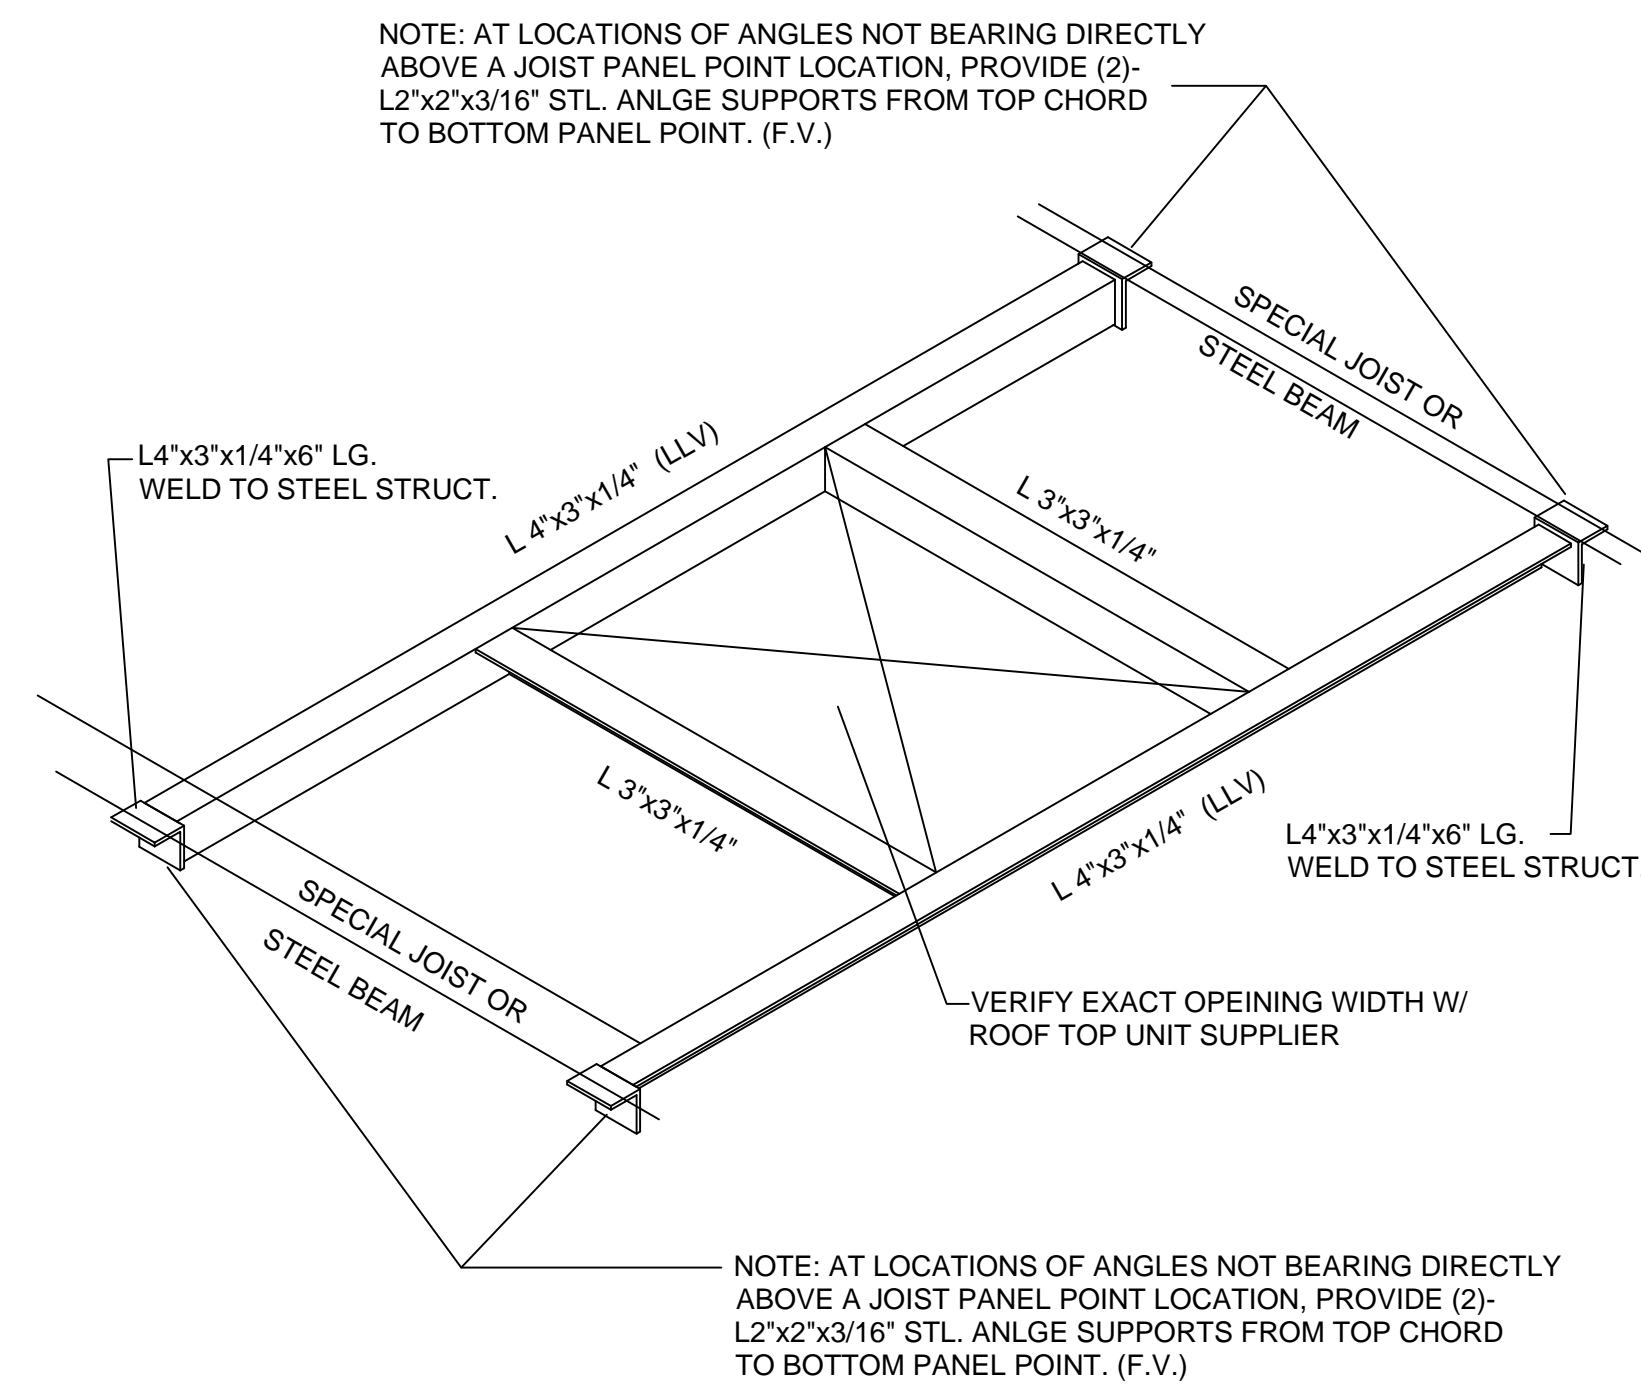 NOTE: AT LOCATIONS OF ANGLES NOT BEARING DIRECTLY
ABOVE A JOIST PANEL POINT LOCATION, PROVIDE (2)-
L2"x2"x3/16" STL. ANLGE SUPPORTS FROM TOP CHORD
TO BOTTOM PANEL POINT. (F.V.)
SPECIAL JOIST OR
STEEL BEAM
L4"x3"x1/4"x6" LG.
WELD TO STEEL STRUCT.
L 4"x3"x1/4" (LLV)
L 3"x3"x1/4"
L 3"x3"x1/4"
L 4"x3"x1/4" (LLV)
L4"x3"x1/4"x6" LG.
WELD TO STEEL STRUCT.
SPECIAL JOIST OR
STEEL BEAM
VERIFY EXACT OPEINING WIDTH W/
ROOF TOP UNIT SUPPLIER
NOTE: AT LOCATIONS OF ANGLES NOT BEARING DIRECTLY
ABOVE A JOIST PANEL POINT LOCATION, PROVIDE (2)-
L2"x2"x3/16" STL. ANLGE SUPPORTS FROM TOP CHORD
TO BOTTOM PANEL POINT. (F.V.)